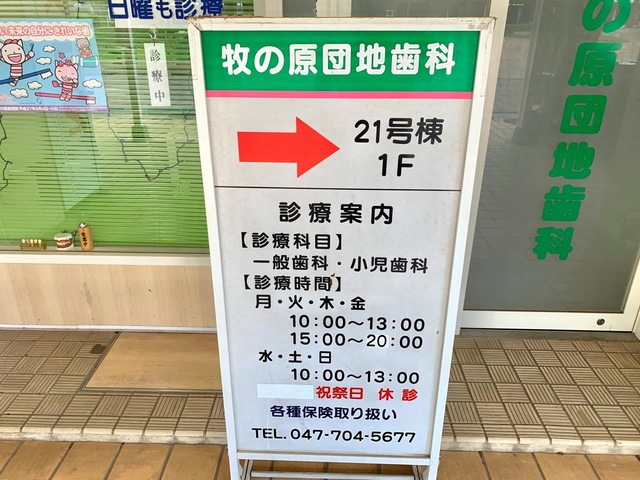 日曜も診療
診療中
牧の原団地歯科
21号棟
1F
診療案内
【診療科目】
一般歯科・小児歯科
【診療時間】
月・火・木・金
10:00～13:00
15:00～20:00
水・土・日
10:00～13:00
祝祭日 休診
各種保険取り扱い
TEL. 047-704-5677
の原団地歯科